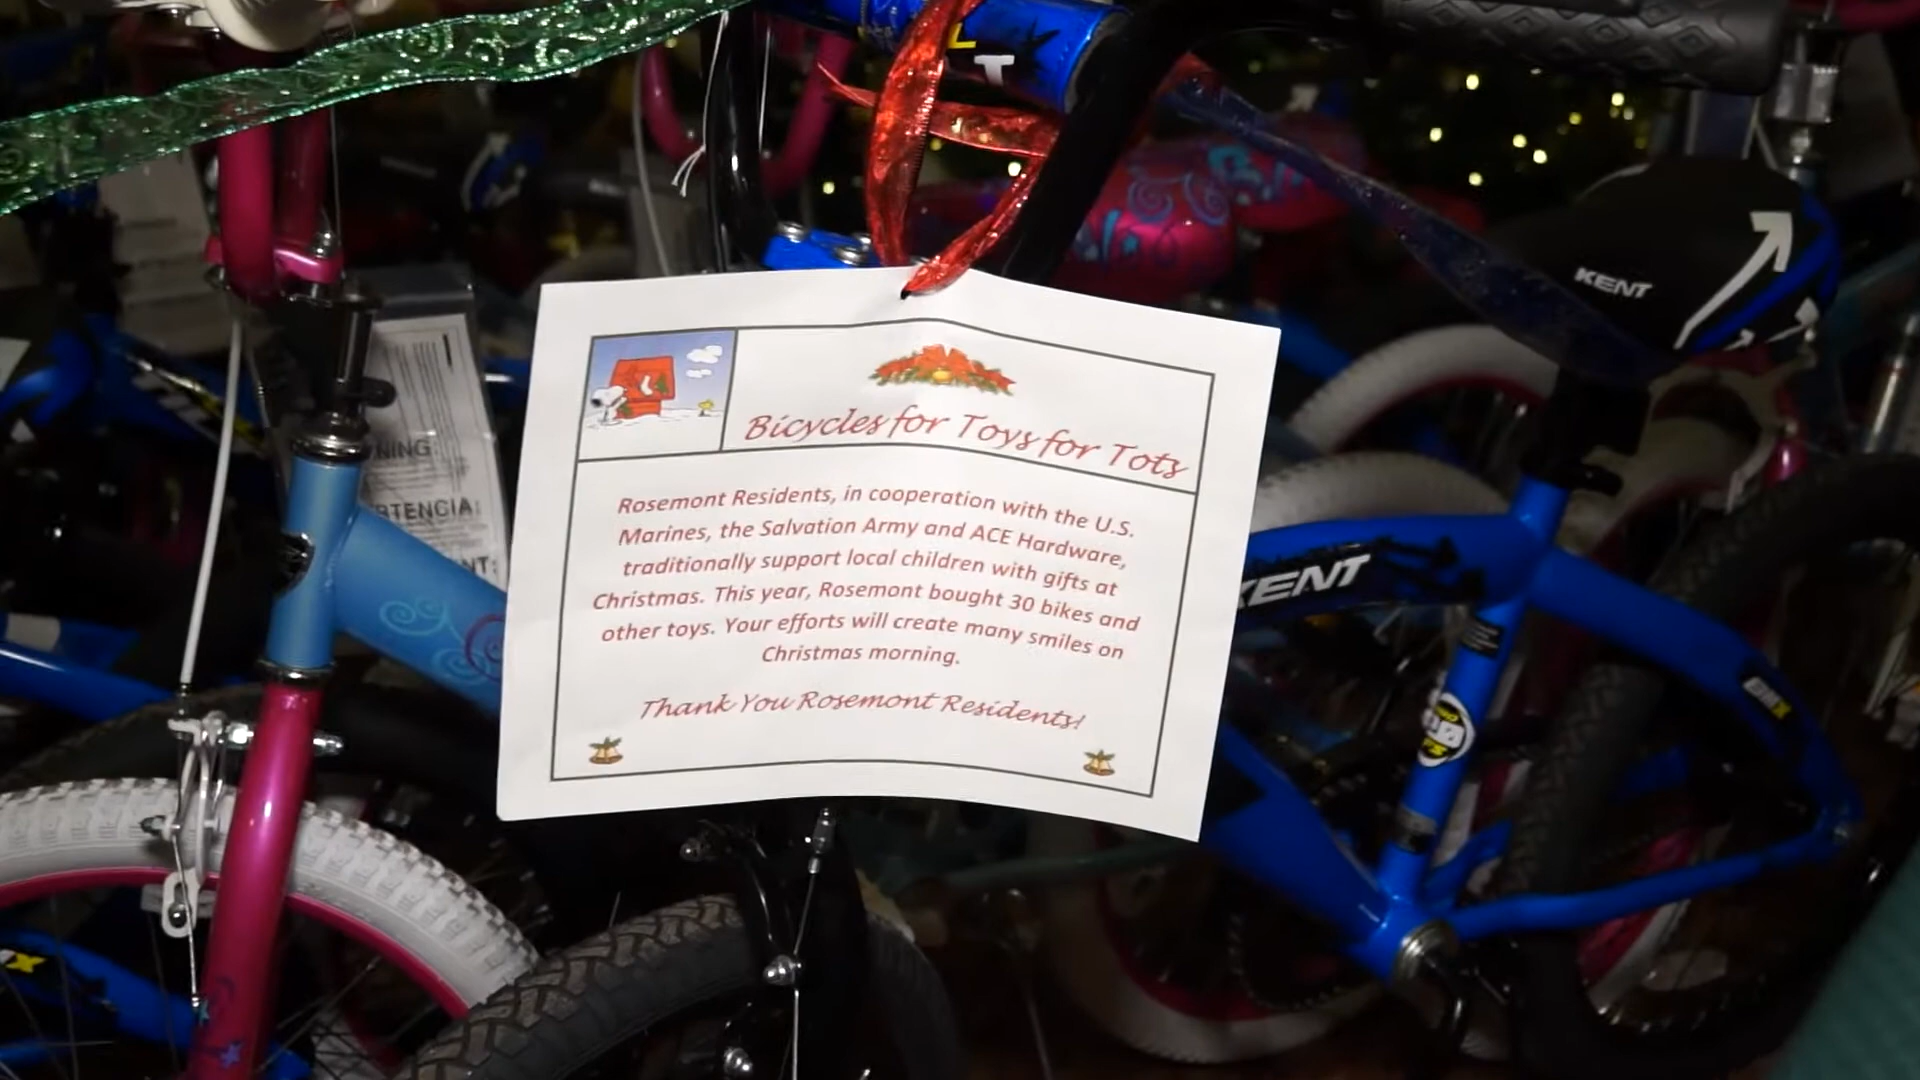 T
KENT
NING:
RTENCIA:
NT:
Bicycles for Toys for Tots
Rosemont Residents, in cooperation with the U.S.
Marines, the Salvation Army and ACE Hardware,
traditionally support local children with gifts at
Christmas. This year, Rosemont bought 30 bikes and
other toys. Your efforts will create many smiles on
Christmas morning.
Thank You Rosemont Residents!
KENT